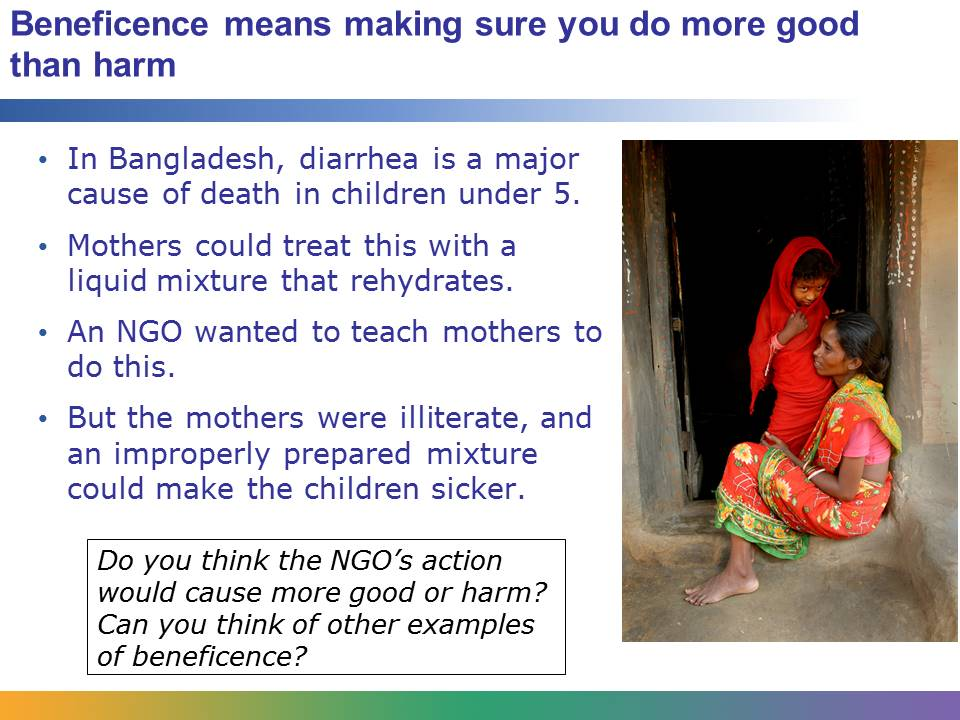 Beneficence means making sure you do more good
than harm
• In Bangladesh, diarrhea is a major
cause of death in children under 5.
• Mothers could treat this with a
liquid mixture that rehydrates.
• An NGO wanted to teach mothers to
do this.
• But the mothers were illiterate, and
an improperly prepared mixture
could make the children sicker.
Do you think the NGO’s action
would cause more good or harm?
Can you think of other examples
of beneficence?